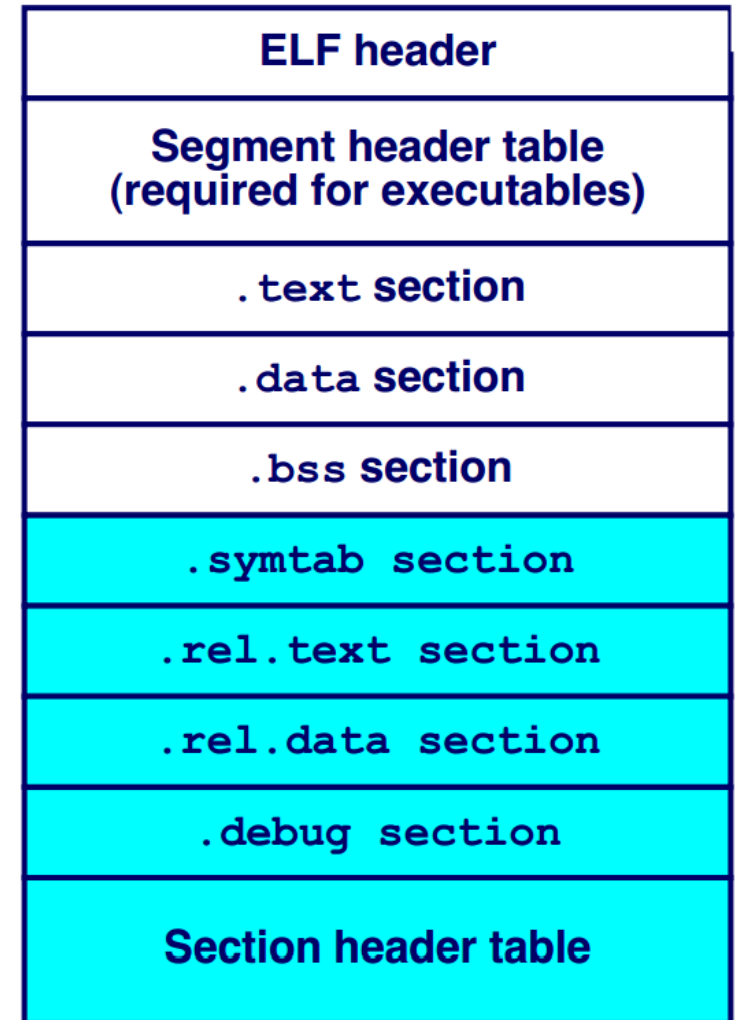 ELF header
Segment header table
(required for executables)
.text section
.data section
.bss section
.symtab section
.rel.text section
.rel.data section
.debug section
Section header table